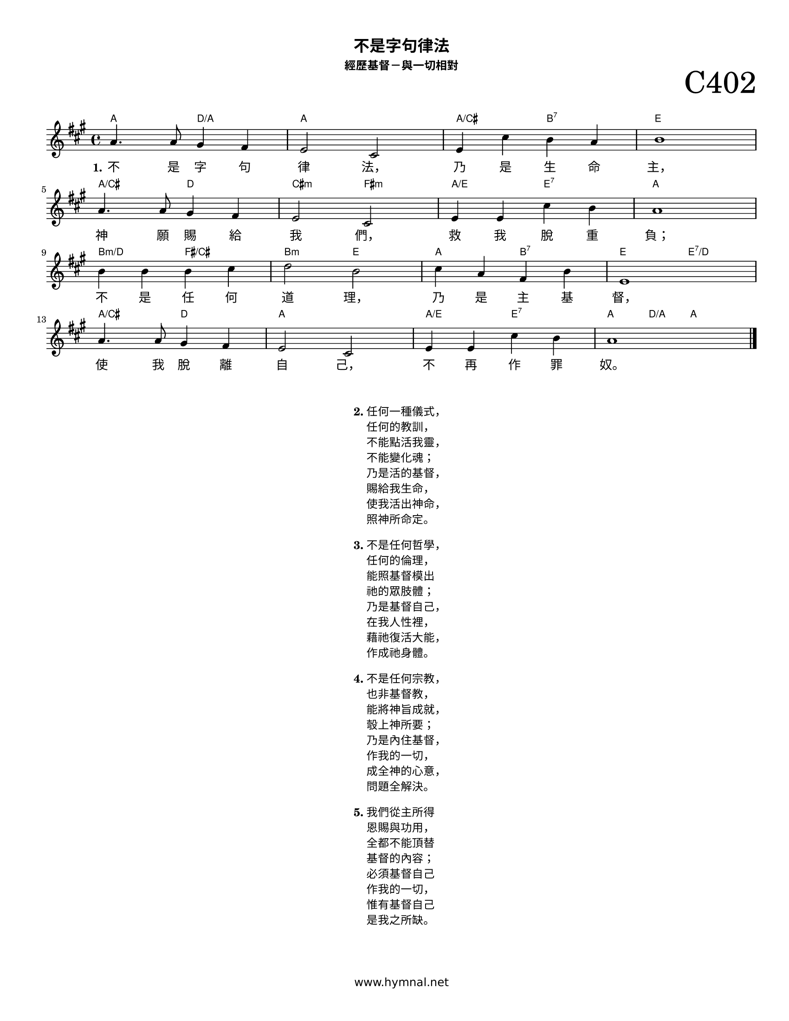 不是字句律法
經歷基督－與一切相對
C402
A D/A A A/C♯ B7 E
1. 不 是 字 句 律 法， 乃 是 生 命 主，
5 A/C♯ D C♯m F♯m A/E E7 A
神 願 賜 給 我 們， 救 我 脫 重 負；
9 Bm/D F♯/C♯ Bm E A B7 E E7/D
不 是 任 何 道 理， 乃 是 主 基 督，
13 A/C♯ D A A/E E7 A D/A A
使 我 脫 離 自 己， 不 再 作 罪 奴。
2. 任何一種儀式，
任何的教訓，
不能點活我靈，
不能變化魂；
乃是活的基督，
賜給我生命，
使我活出神命，
照神所命定。
3. 不是任何哲學，
任何的倫理，
能照基督模出
祂的眾肢體；
乃是基督自己，
在我人性裡，
藉祂復活大能，
作成祂身體。
4. 不是任何宗教，
也非基督教，
能將神旨成就，
彀上神所要；
乃是內住基督，
作我的一切，
成全神的心意，
問題全解決。
5. 我們從主所得
恩賜與功用，
全都不能頂替
基督的內容；
必須基督自己
作我的一切，
惟有基督自己
是我之所缺。
www.hymnal.net